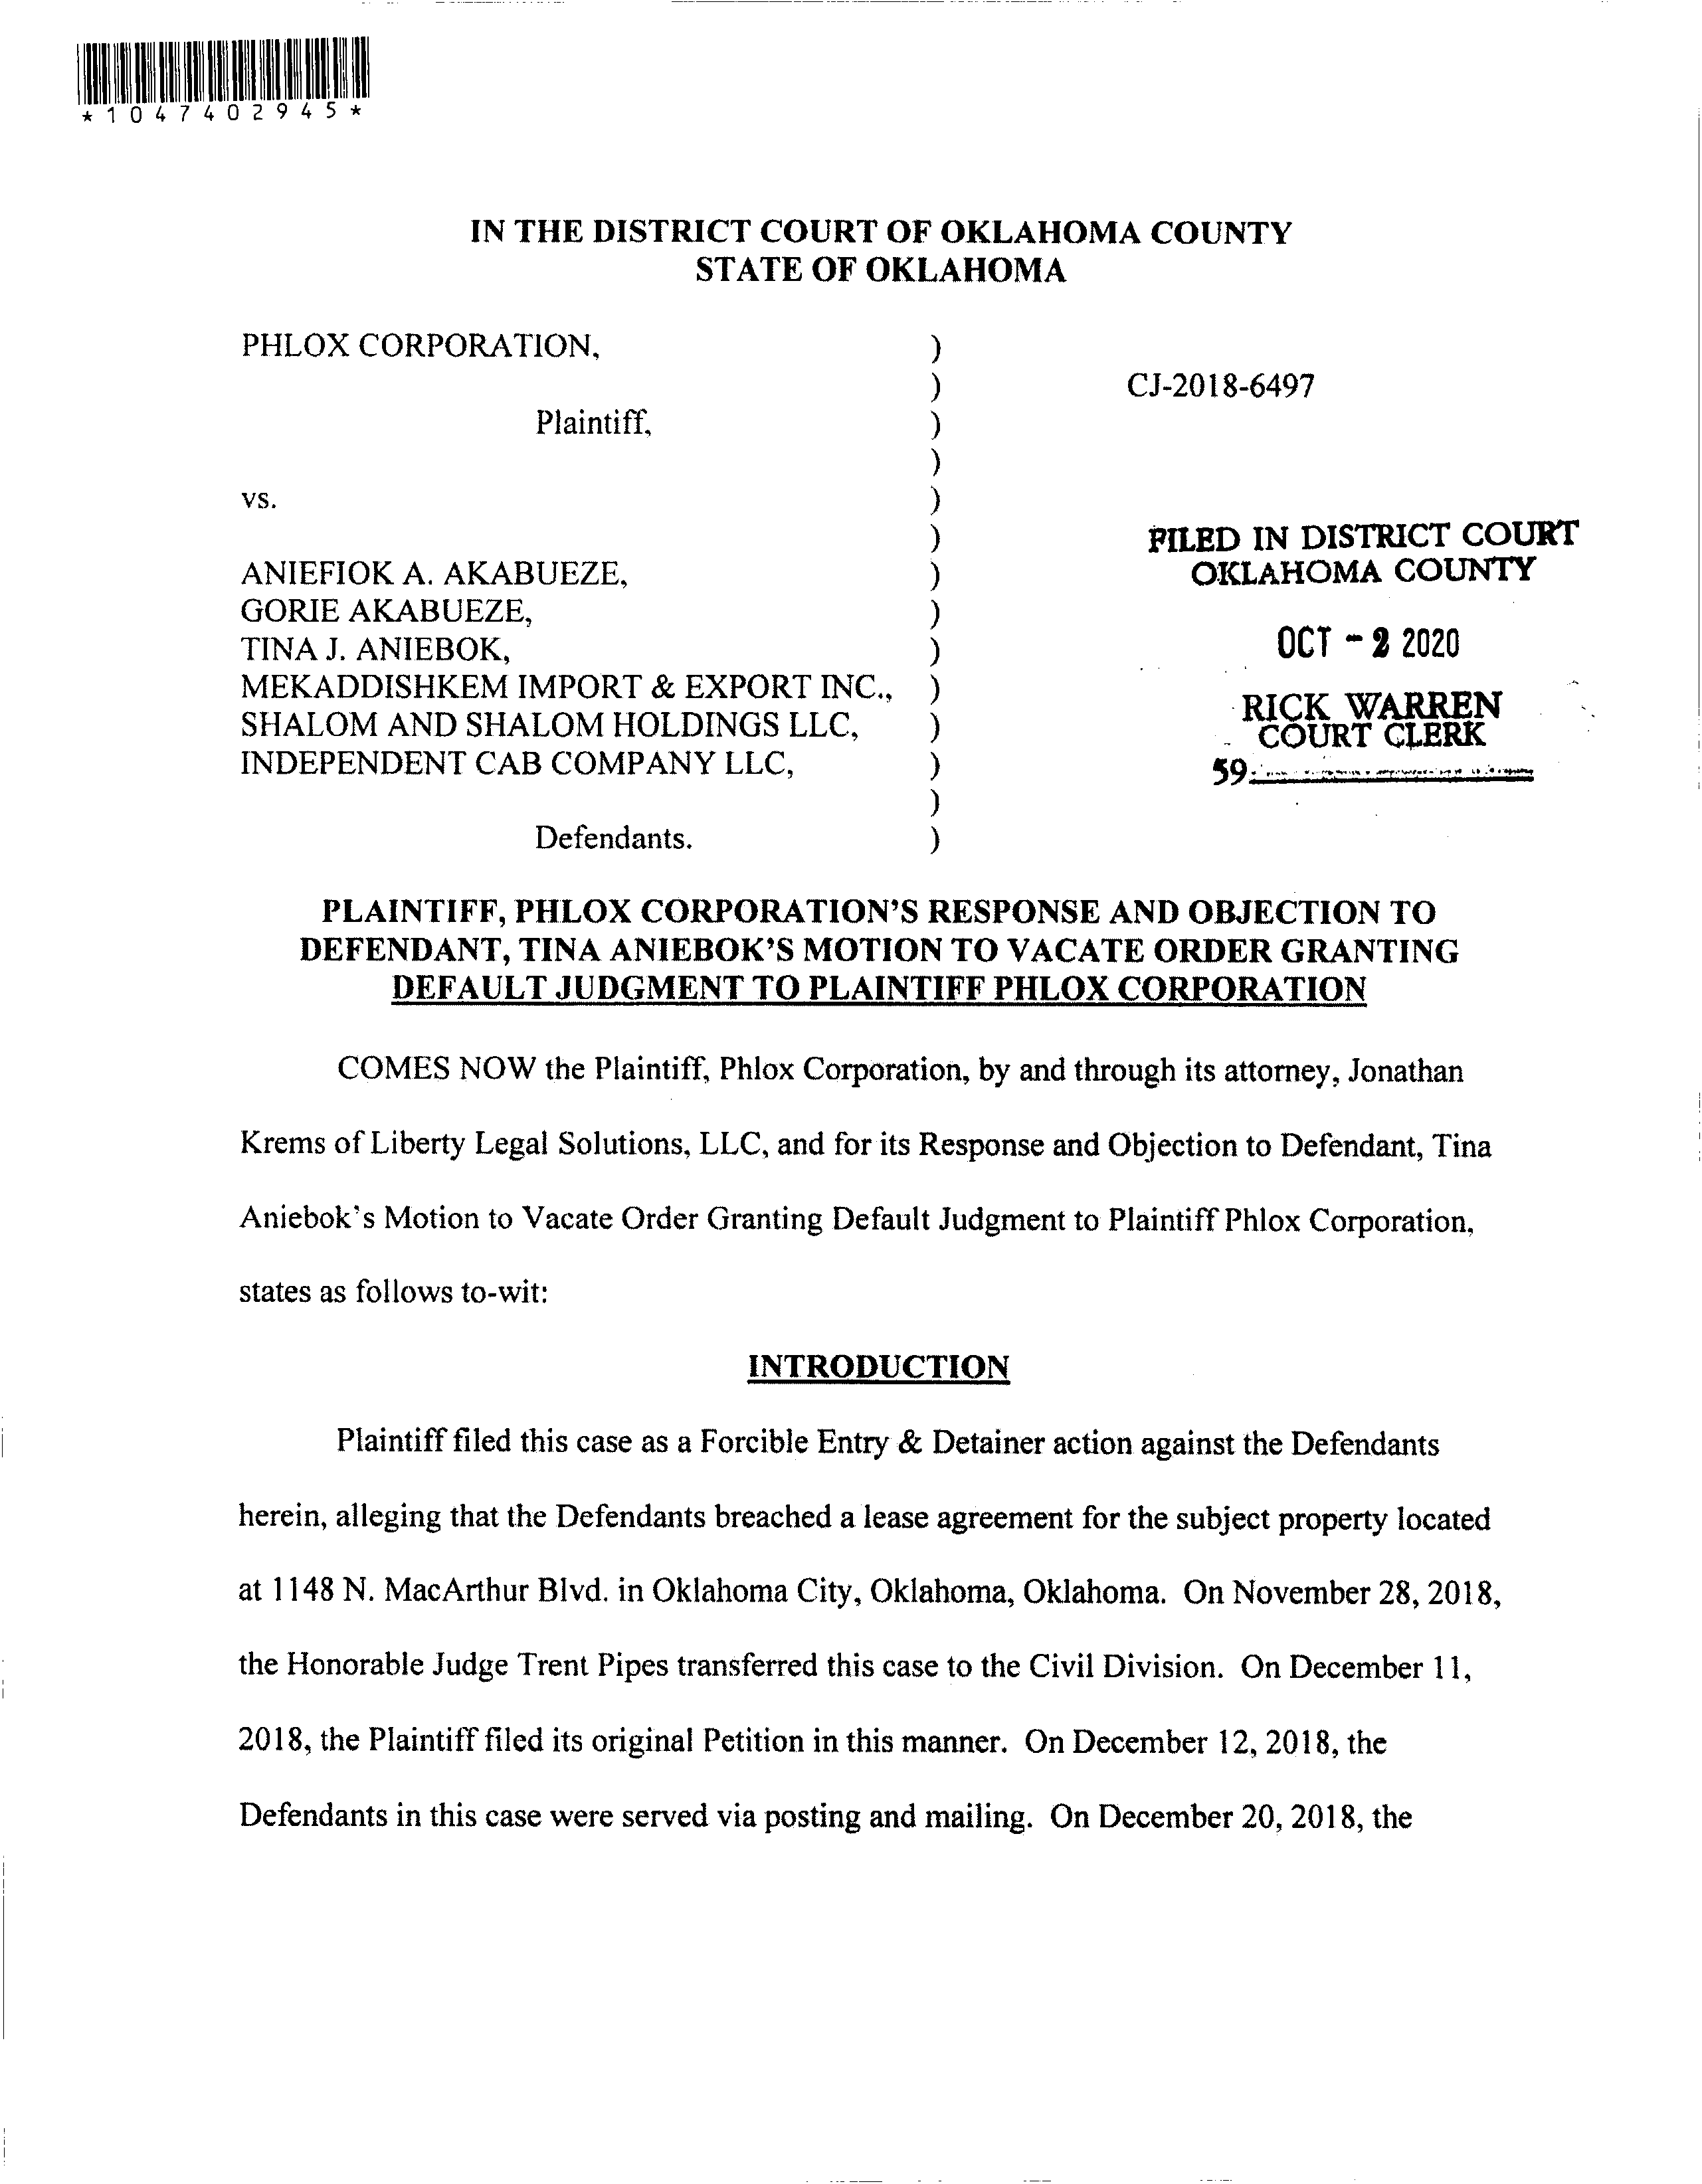 *1047402945*
IN THE DISTRICT COURT OF OKLAHOMA COUNTY
STATE OF OKLAHOMA
PHLOX CORPORATION, )
) CJ-2018-6497
Plaintiff, )
)
vs. )
) FILED IN DISTRICT COURT
ANIEFIOK A. AKABUEZE, ) OKLAHOMA COUNTY
GORIE AKABUEZE, )
TINA J. ANIEBOK, ) OCT - 2 2020
MEKADDISHKEM IMPORT & EXPORT INC., ) RICK WARREN
SHALOM AND SHALOM HOLDINGS LLC, ) COURT CLERK
INDEPENDENT CAB COMPANY LLC, ) 59
)
Defendants. )
PLAINTIFF, PHLOX CORPORATION'S RESPONSE AND OBJECTION TO
DEFENDANT, TINA ANIEBOK'S MOTION TO VACATE ORDER GRANTING
DEFAULT JUDGMENT TO PLAINTIFF PHLOX CORPORATION
COMES NOW the Plaintiff, Phlox Corporation, by and through its attorney, Jonathan
Krems of Liberty Legal Solutions, LLC, and for its Response and Objection to Defendant, Tina
Aniebok's Motion to Vacate Order Granting Default Judgment to Plaintiff Phlox Corporation,
states as follows to-wit:
INTRODUCTION
Plaintiff filed this case as a Forcible Entry & Detainer action against the Defendants
herein, alleging that the Defendants breached a lease agreement for the subject property located
at 1148 N. MacArthur Blvd. in Oklahoma City, Oklahoma, Oklahoma. On November 28, 2018,
the Honorable Judge Trent Pipes transferred this case to the Civil Division. On December 11,
2018, the Plaintiff filed its original Petition in this manner. On December 12, 2018, the
Defendants in this case were served via posting and mailing. On December 20, 2018, the